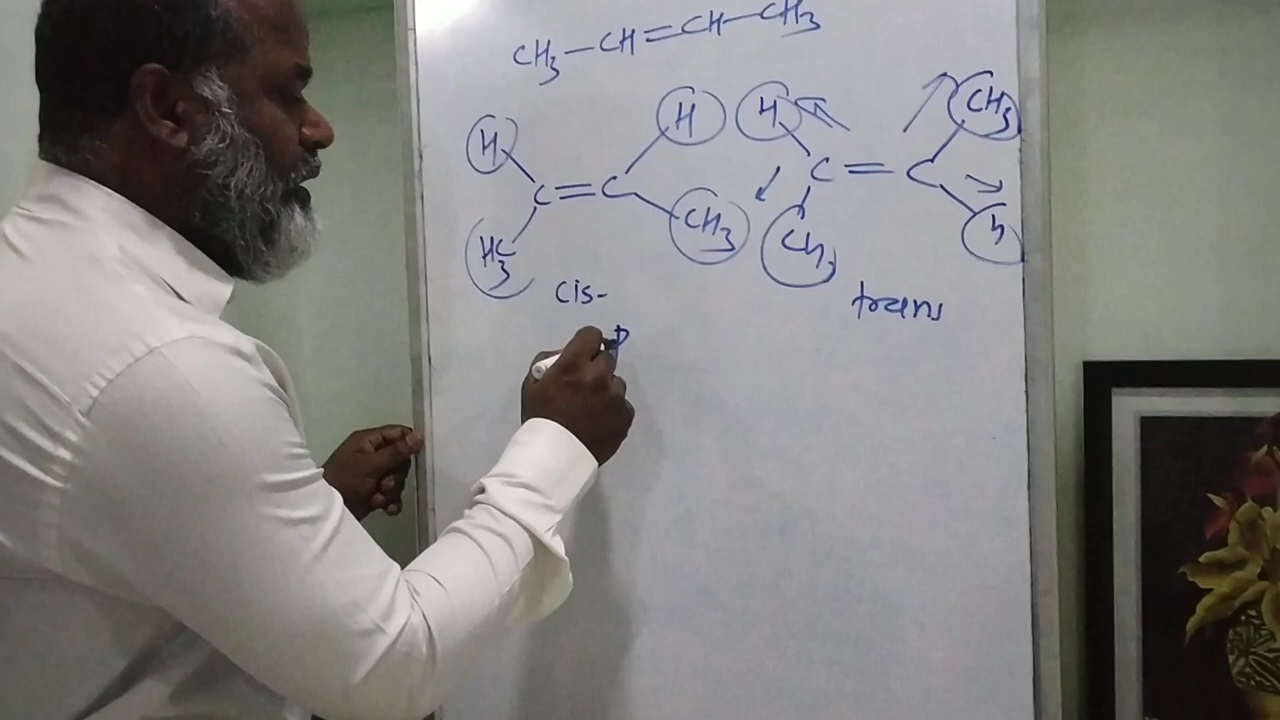 CH3—CH=CH—CH3
H H H CH3
C=C C=C
H3C CH3 CH3 H
cis- trans
P